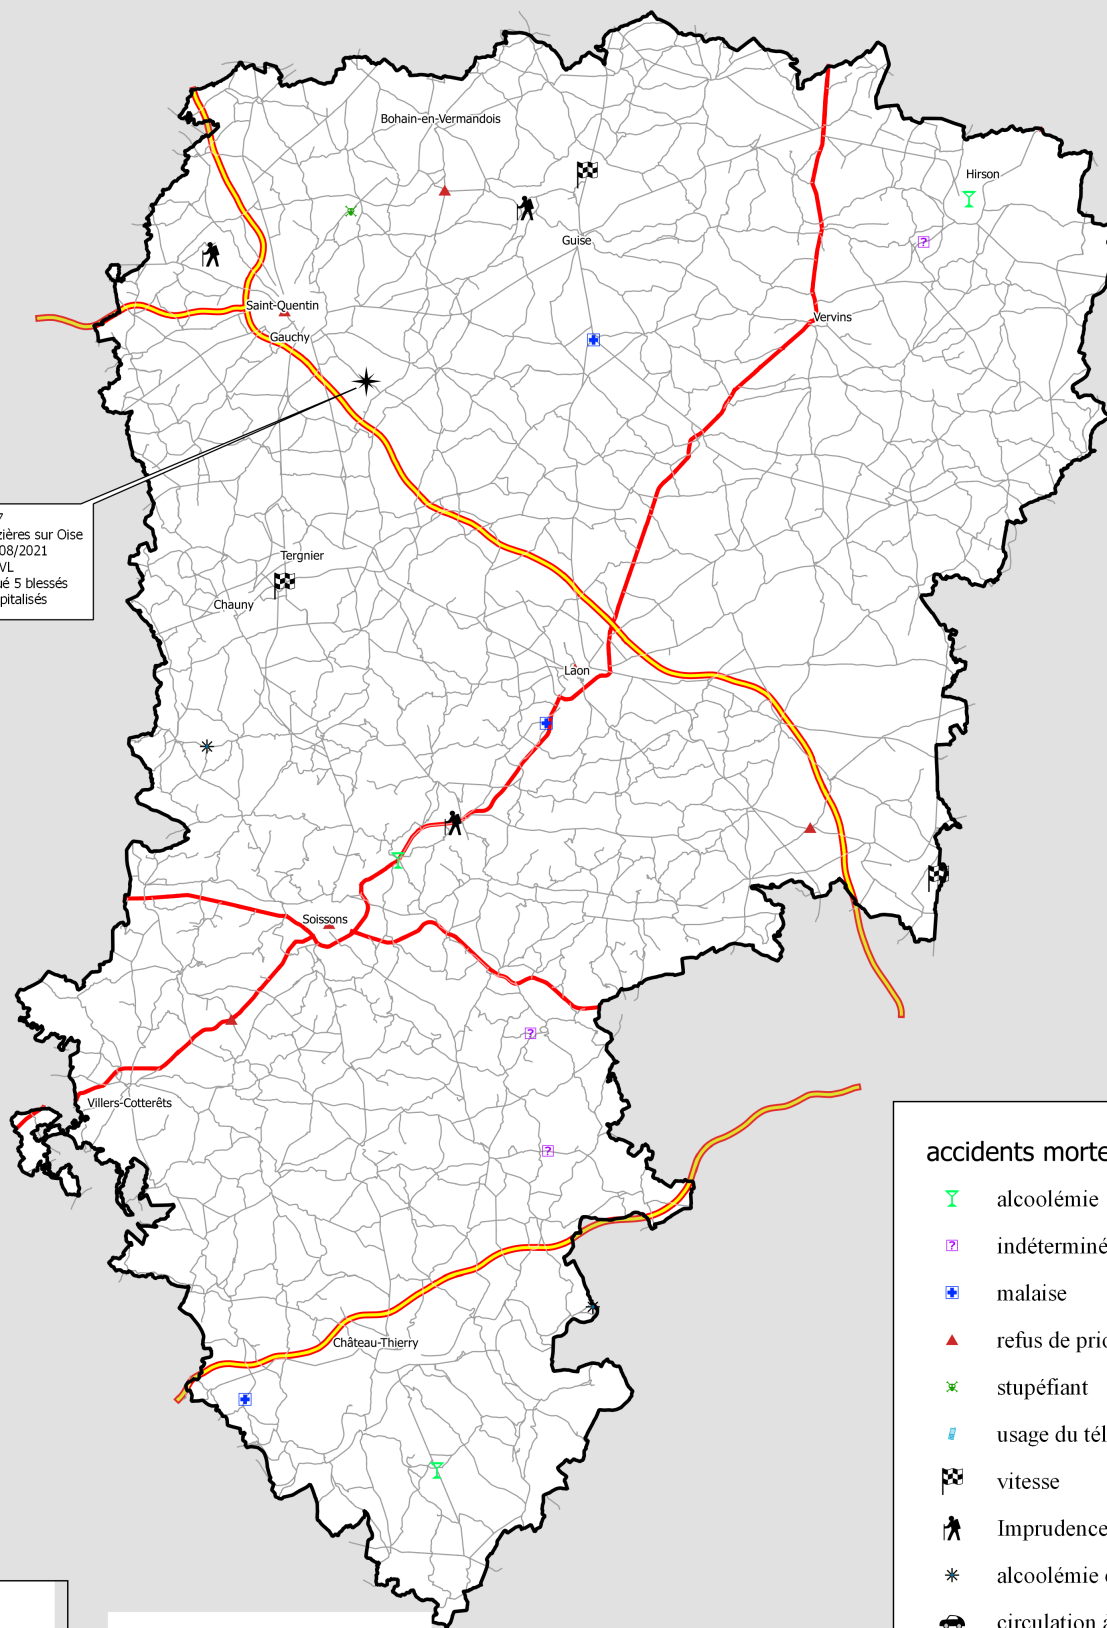 Bohain-en-Vermandois
Hirson
Guise
Saint-Quentin
Vervins
Gauchy
7
zières sur Oise
08/2021
VL
ué 5 blessés
pitalisés
Tergnier
Chauny
Laon
Soissons
Villers-Cotterêts
Château-Thierry
accidents morte
alcoolémie
? indéterminé
malaise
refus de prio
stupéfiant
usage du tél
vitesse
Imprudence
alcoolémie
circulation